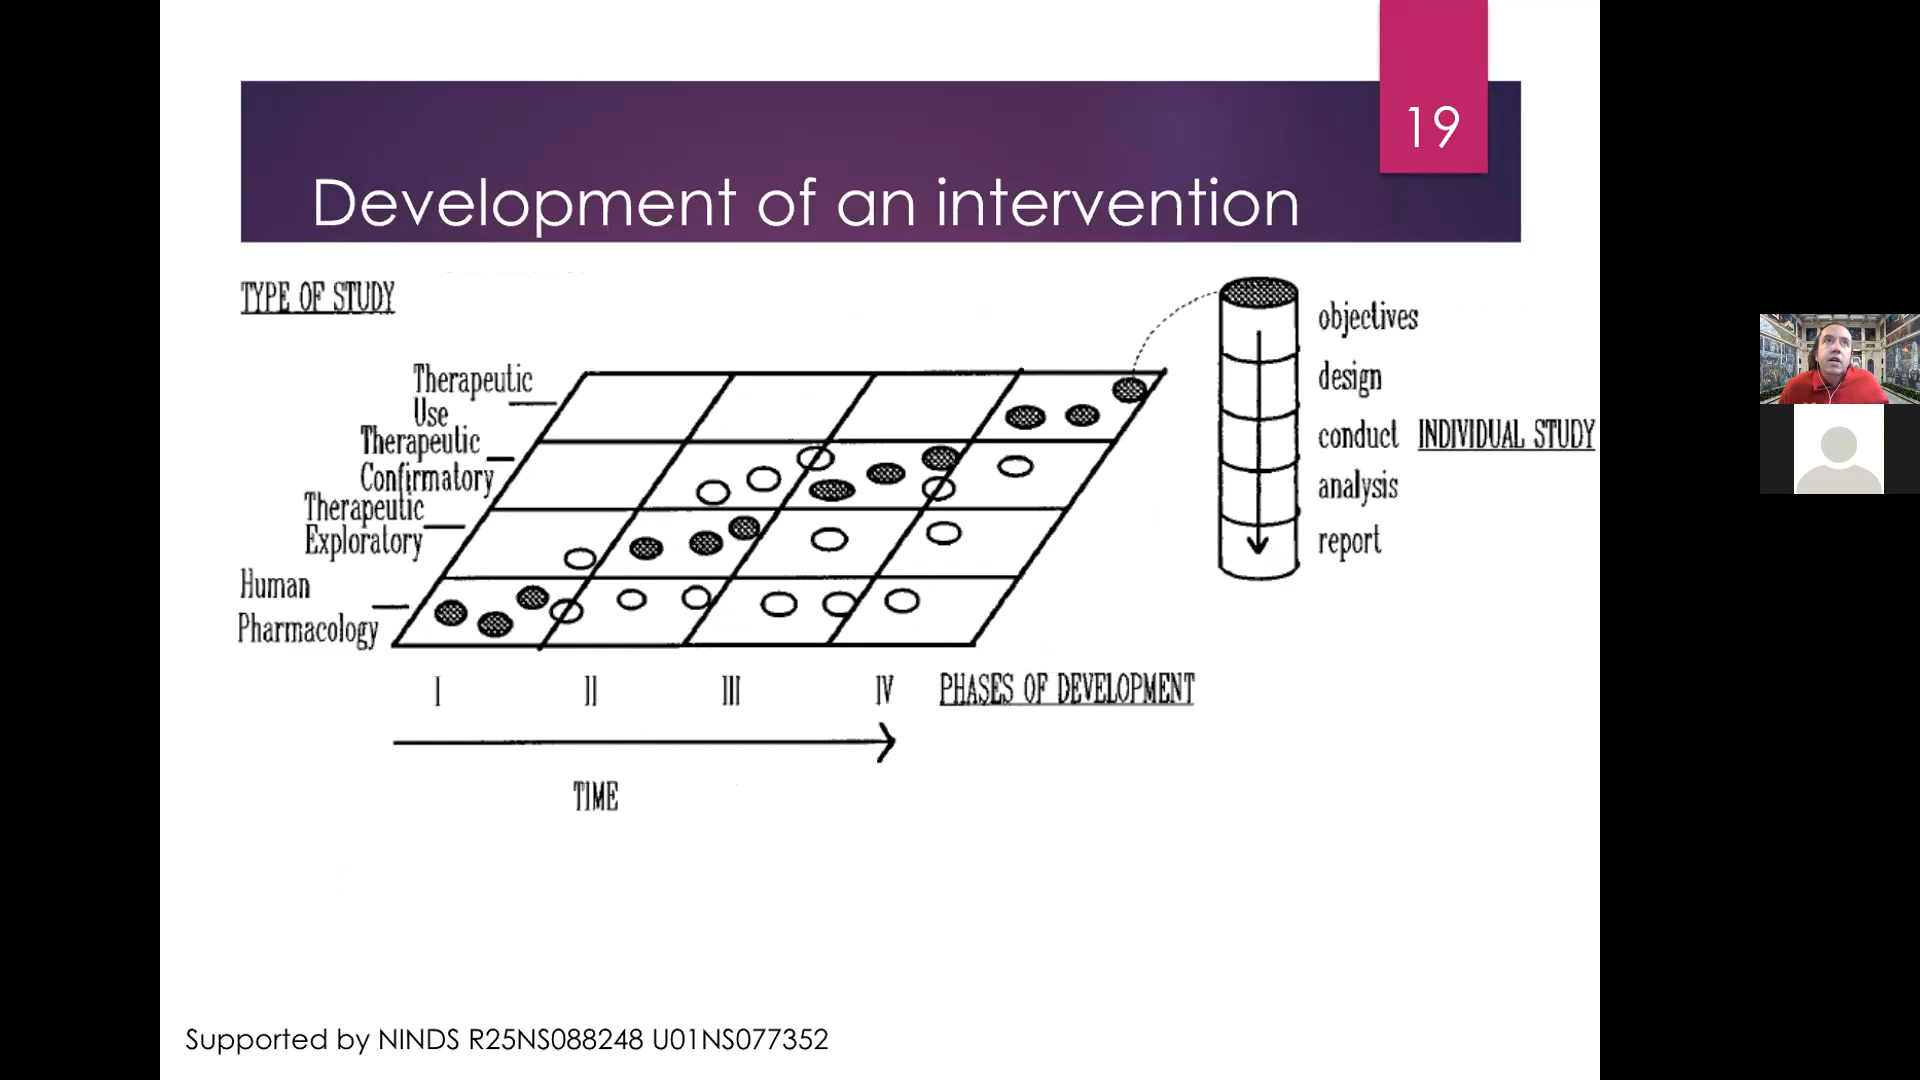 19
Development of an intervention
TYPE OF STUDY
Therapeutic
Use
Therapeutic
Confirmatory
Therapeutic
Exploratory
Human
Pharmacology
I II III IV PHASES OF DEVELOPMENT
TIME
objectives
design
conduct INDIVIDUAL STUDY
analysis
report
Supported by NINDS R25NS088248 U01NS077352